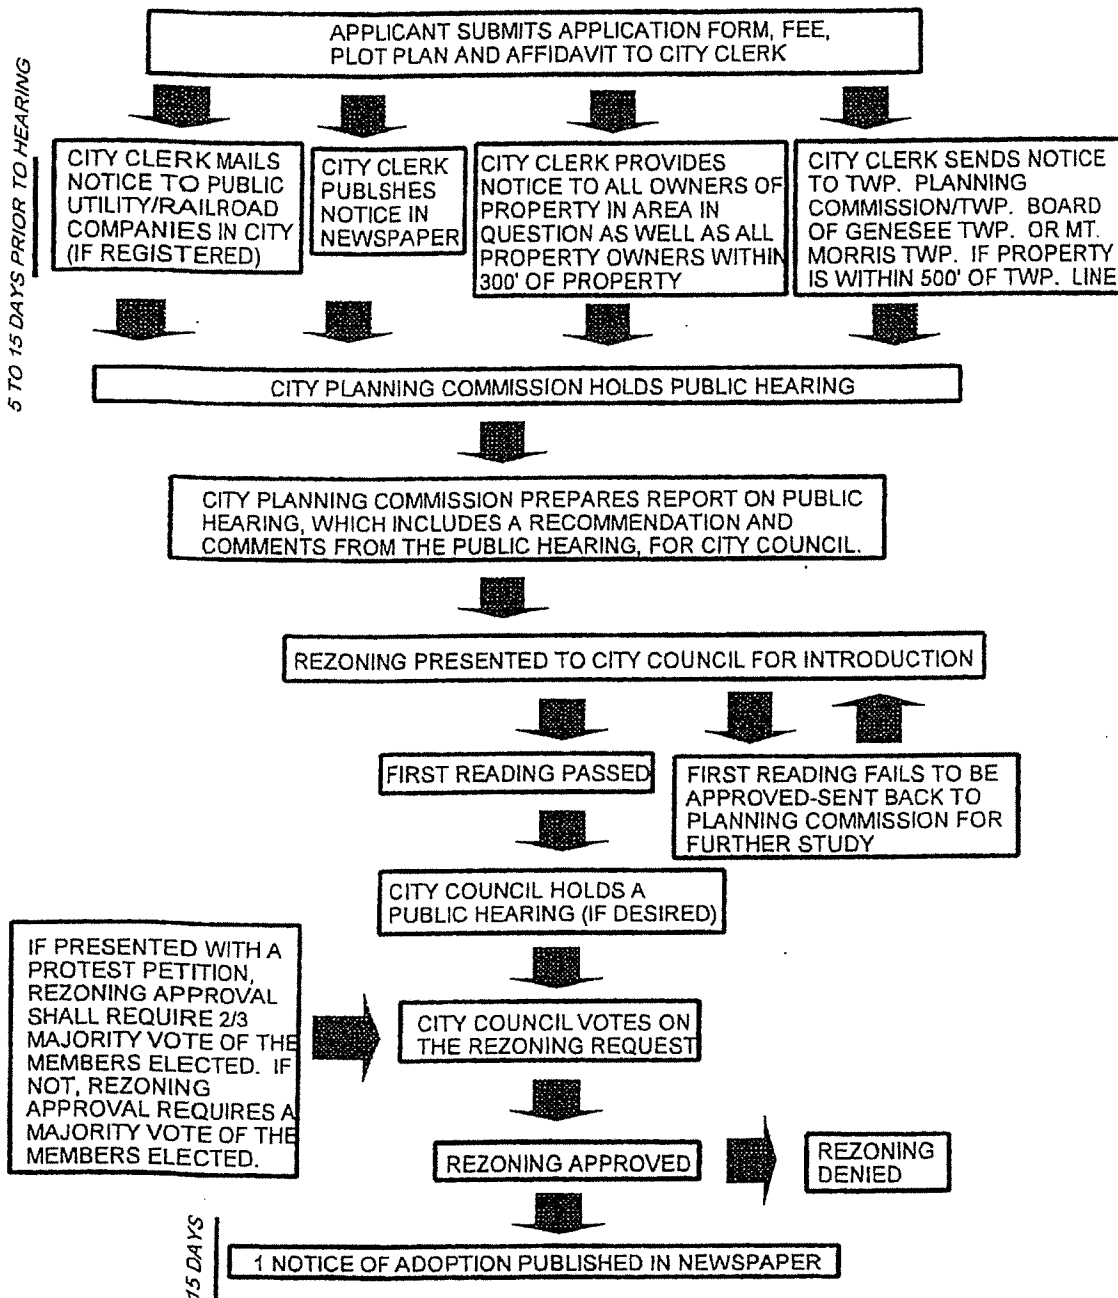 APPLICANT SUBMITS APPLICATION FORM, FEE,
PLOT PLAN AND AFFIDAVIT TO CITY CLERK
5 TO 15 DAYS PRIOR TO HEARING
CITY CLERK MAILS
NOTICE TO PUBLIC
UTILITY/RAILROAD
COMPANIES IN CITY
(IF REGISTERED)
CITY CLERK
PUBLSHES
NOTICE IN
NEWSPAPER
CITY CLERK PROVIDES
NOTICE TO ALL OWNERS OF
PROPERTY IN AREA IN
QUESTION AS WELL AS ALL
PROPERTY OWNERS WITHIN
300' OF PROPERTY
CITY CLERK SENDS NOTICE
TO TWP. PLANNING
COMMISSION/TWP. BOARD
OF GENESEE TWP. OR MT.
MORRIS TWP. IF PROPERTY
IS WITHIN 500' OF TWP. LINE
CITY PLANNING COMMISSION HOLDS PUBLIC HEARING
CITY PLANNING COMMISSION PREPARES REPORT ON PUBLIC
HEARING, WHICH INCLUDES A RECOMMENDATION AND
COMMENTS FROM THE PUBLIC HEARING, FOR CITY COUNCIL.
REZONING PRESENTED TO CITY COUNCIL FOR INTRODUCTION
FIRST READING PASSED
FIRST READING FAILS TO BE
APPROVED-SENT BACK TO
PLANNING COMMISSION FOR
FURTHER STUDY
CITY COUNCIL HOLDS A
PUBLIC HEARING (IF DESIRED)
IF PRESENTED WITH A
PROTEST PETITION,
REZONING APPROVAL
SHALL REQUIRE 2/3
MAJORITY VOTE OF THE
MEMBERS ELECTED. IF
NOT, REZONING
APPROVAL REQUIRES A
MAJORITY VOTE OF THE
MEMBERS ELECTED.
CITY COUNCIL VOTES ON
THE REZONING REQUEST
REZONING APPROVED
REZONING
DENIED
15 DAYS
1 NOTICE OF ADOPTION PUBLISHED IN NEWSPAPER